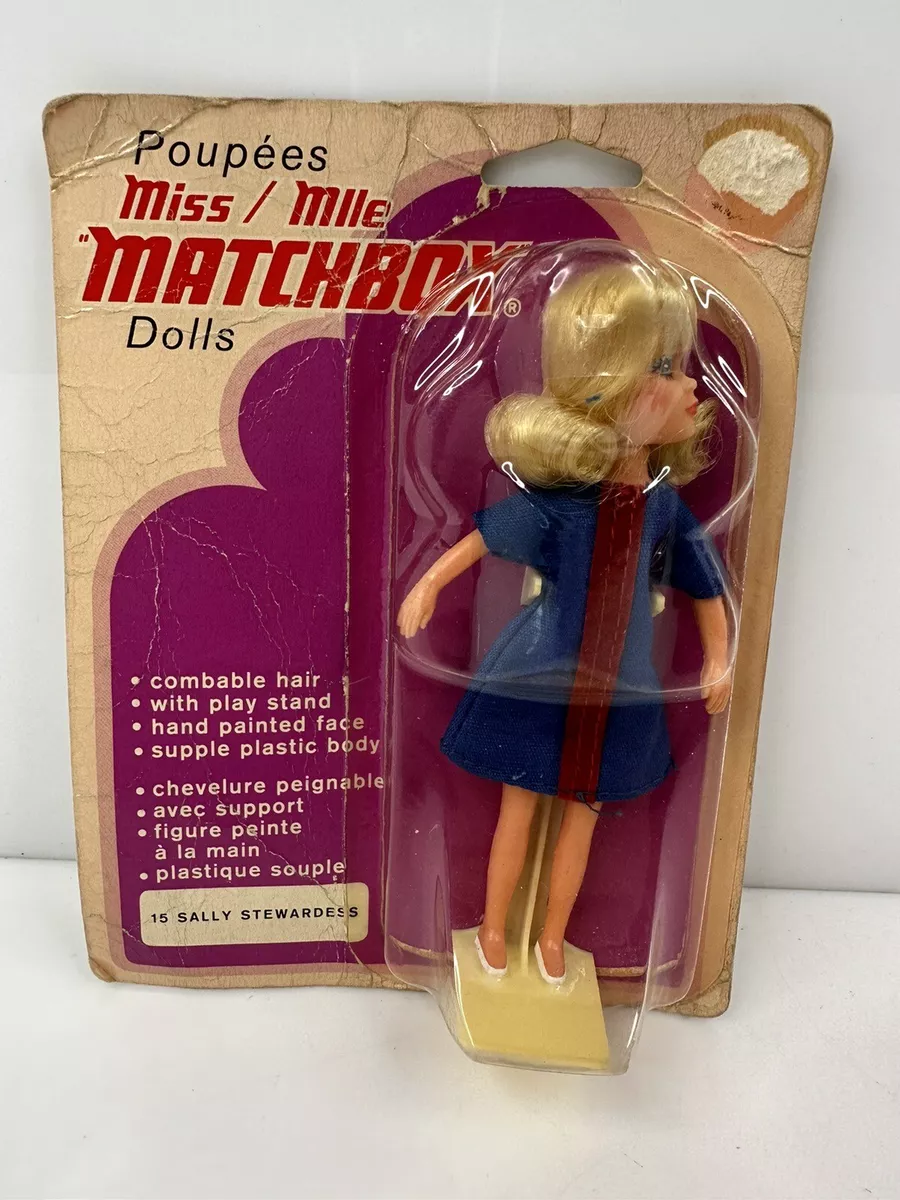 Poupées
Miss / Mlle
"MATCHBOX"®
Dolls
• combable hair
• with play stand
• hand painted face
• supple plastic body
• chevelure peignable
• avec support
• figure peinte
à la main
• plastique souple
15 SALLY STEWARDESS